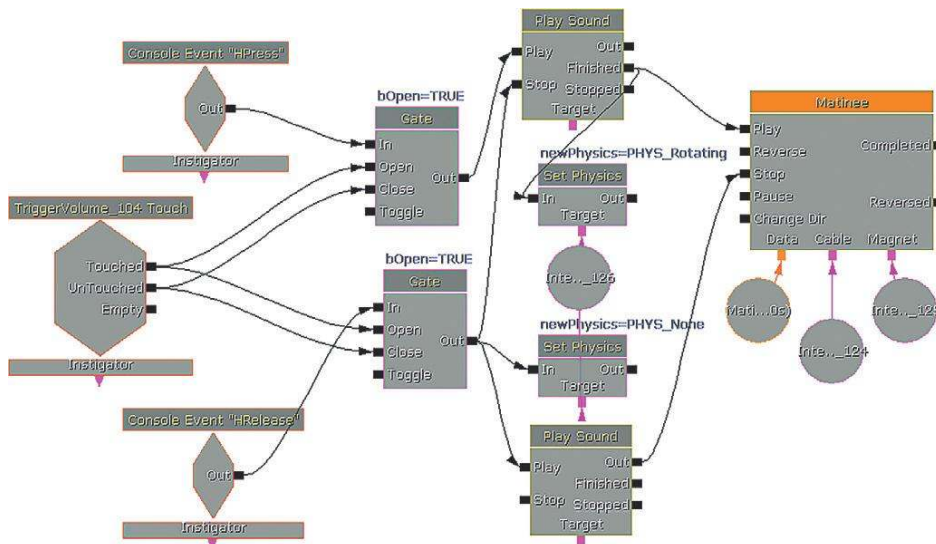 Console Event "HPress"
Out
Instigator
TriggerVolume_104 Touch
Touched
UnTouched
Empty
Instigator
Console Event "HRelease"
Out
Instigator
bOpen=TRUE
Gate
In
Open
Close
Toggle
Out
bOpen=TRUE
Gate
In
Open
Close
Toggle
Out
Play Sound
Play
Stop
Out
Finished
Stopped
Target
newPhysics=PHYS_Rotating
Set Physics
In
Out
Target
Inte..._126
newPhysics=PHYS_None
Set Physics
In
Out
Target
Play Sound
Play
Stop
Out
Finished
Stopped
Target
Matinee
Play
Reverse
Stop
Pause
Change Dir
Completed
Reversed
Data
Cable
Magnet
Mati...0s)
Inte..._124
Inte..._125